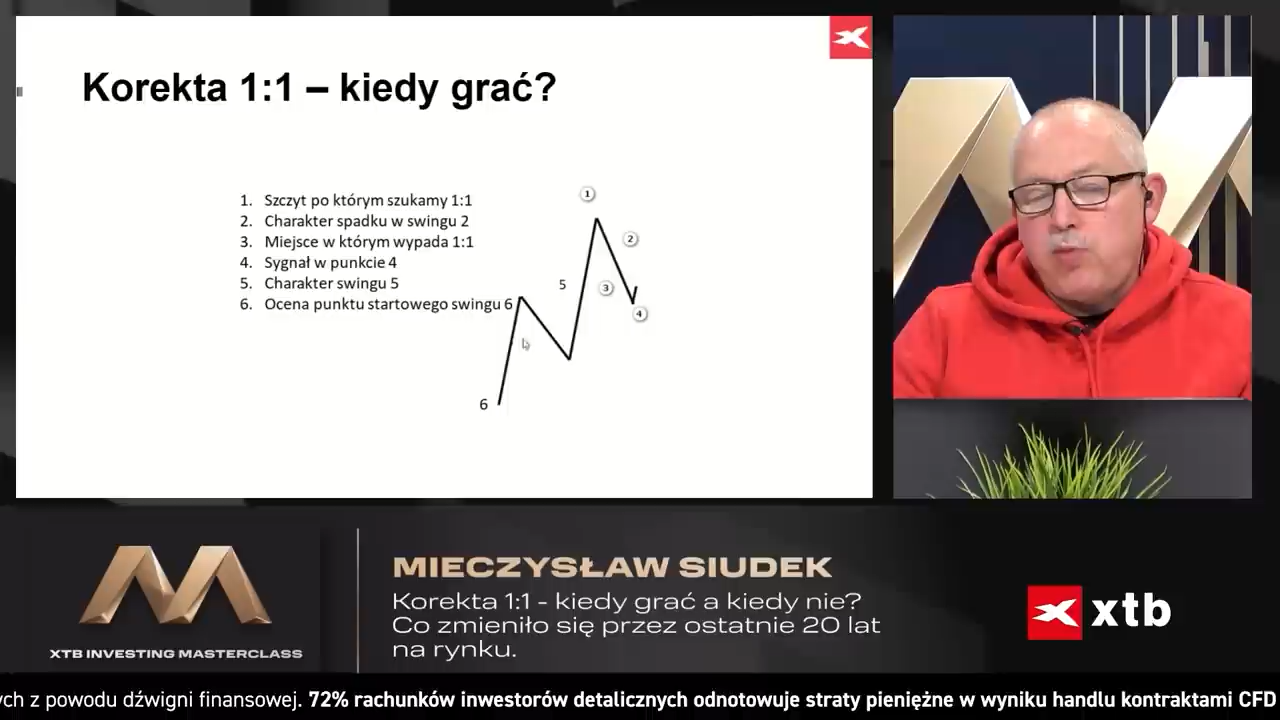 Korekta 1:1 – kiedy grać?
1. Szczyt po którym szukamy 1:1
2. Charakter spadku w swingu 2
3. Miejsce w którym wypada 1:1
4. Sygnał w punkcie 4
5. Charakter swingu 5
6. Ocena punktu startowego swingu 6
1
2
5
3
4
6
MIECZYSŁAW SIUDEK
Korekta 1:1 - kiedy grać a kiedy nie?
Co zmieniło się przez ostatnie 20 lat
na rynku.
XTB INVESTING MASTERCLASS
xtb
ych z powodu dźwigni finansowej. 72% rachunków inwestorów detalicznych odnotowuje straty pieniężne w wyniku handlu kontraktami CFD